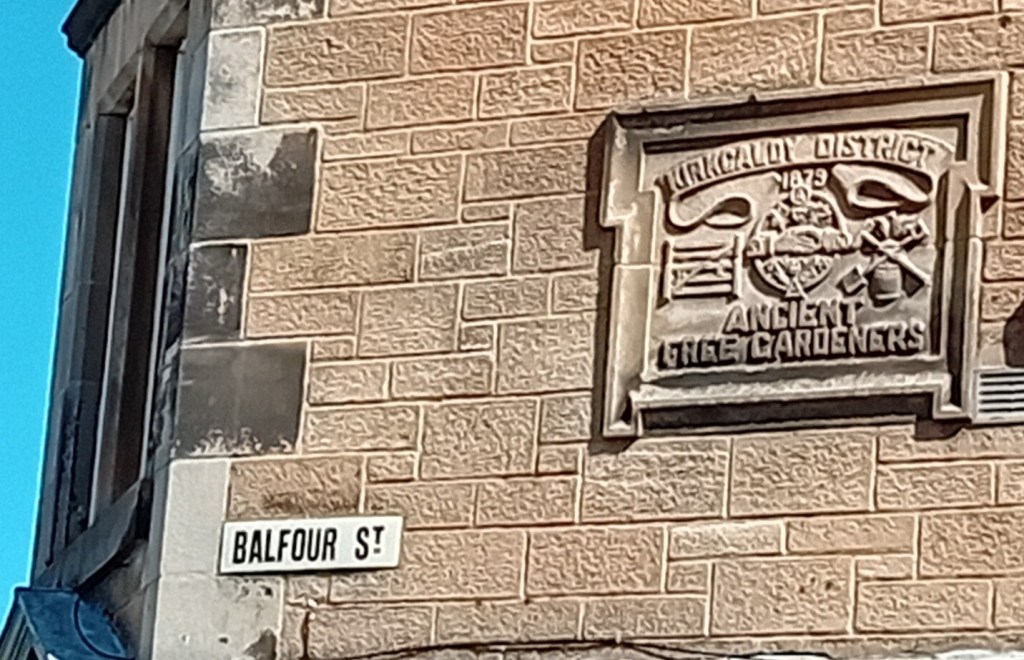 KIRKCALDY DISTRICT
1879
ANCIENT
FREE GARDENERS
BALFOUR ST